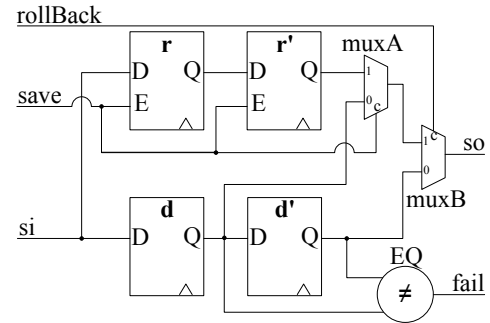 rollBack
r r' muxA
D Q D Q 1
save E E 0 c
c
1 so
0
d d' muxB
si D Q D Q
EQ
≠ fail